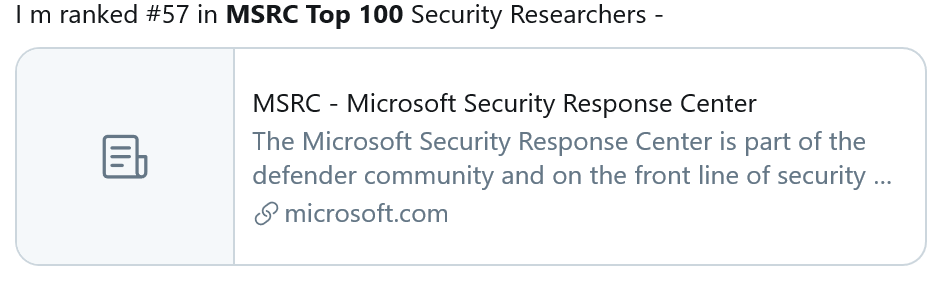 I m ranked #57 in MSRC Top 100 Security Researchers -
MSRC - Microsoft Security Response Center
The Microsoft Security Response Center is part of the
defender community and on the front line of security ...
microsoft.com